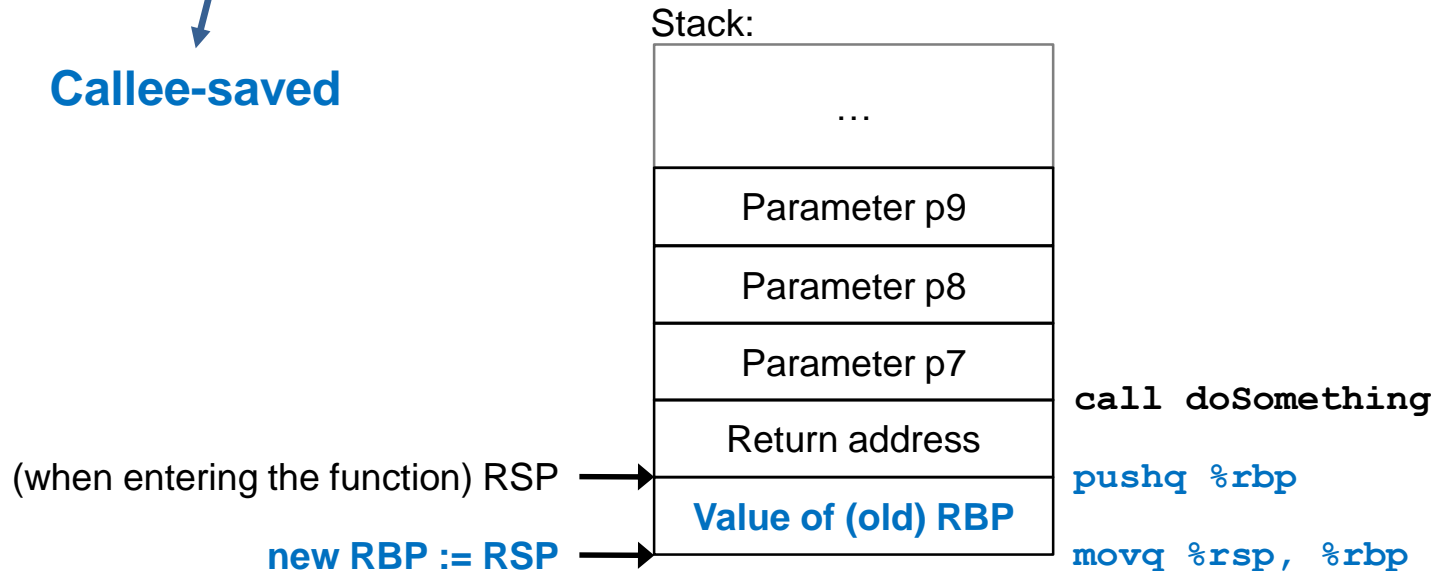 Stack:
Callee-saved
…
Parameter p9
Parameter p8
Parameter p7
call doSomething
Return address
(when entering the function) RSP
pushq %rbp
Value of (old) RBP
new RBP := RSP
movq %rsp, %rbp